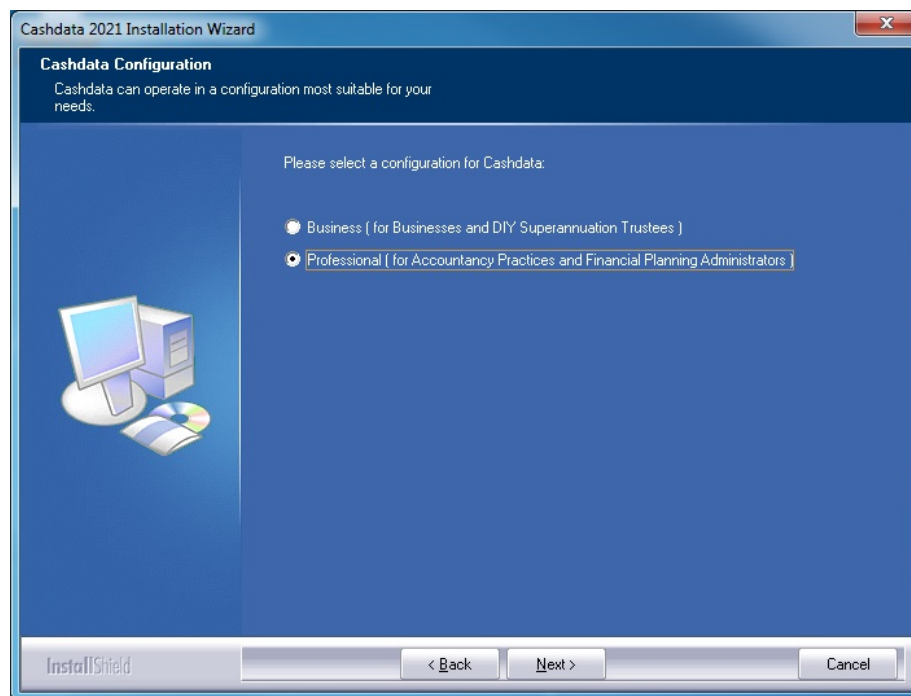 Cashdata 2021 Installation Wizard
Cashdata Configuration
Cashdata can operate in a configuration most suitable for your
needs.
Please select a configuration for Cashdata:
Business ( for Businesses and DIY Superannuation Trustees )
Professional ( for Accountancy Practices and Financial Planning Administrators )
InstallShield
< Back
Next >
Cancel